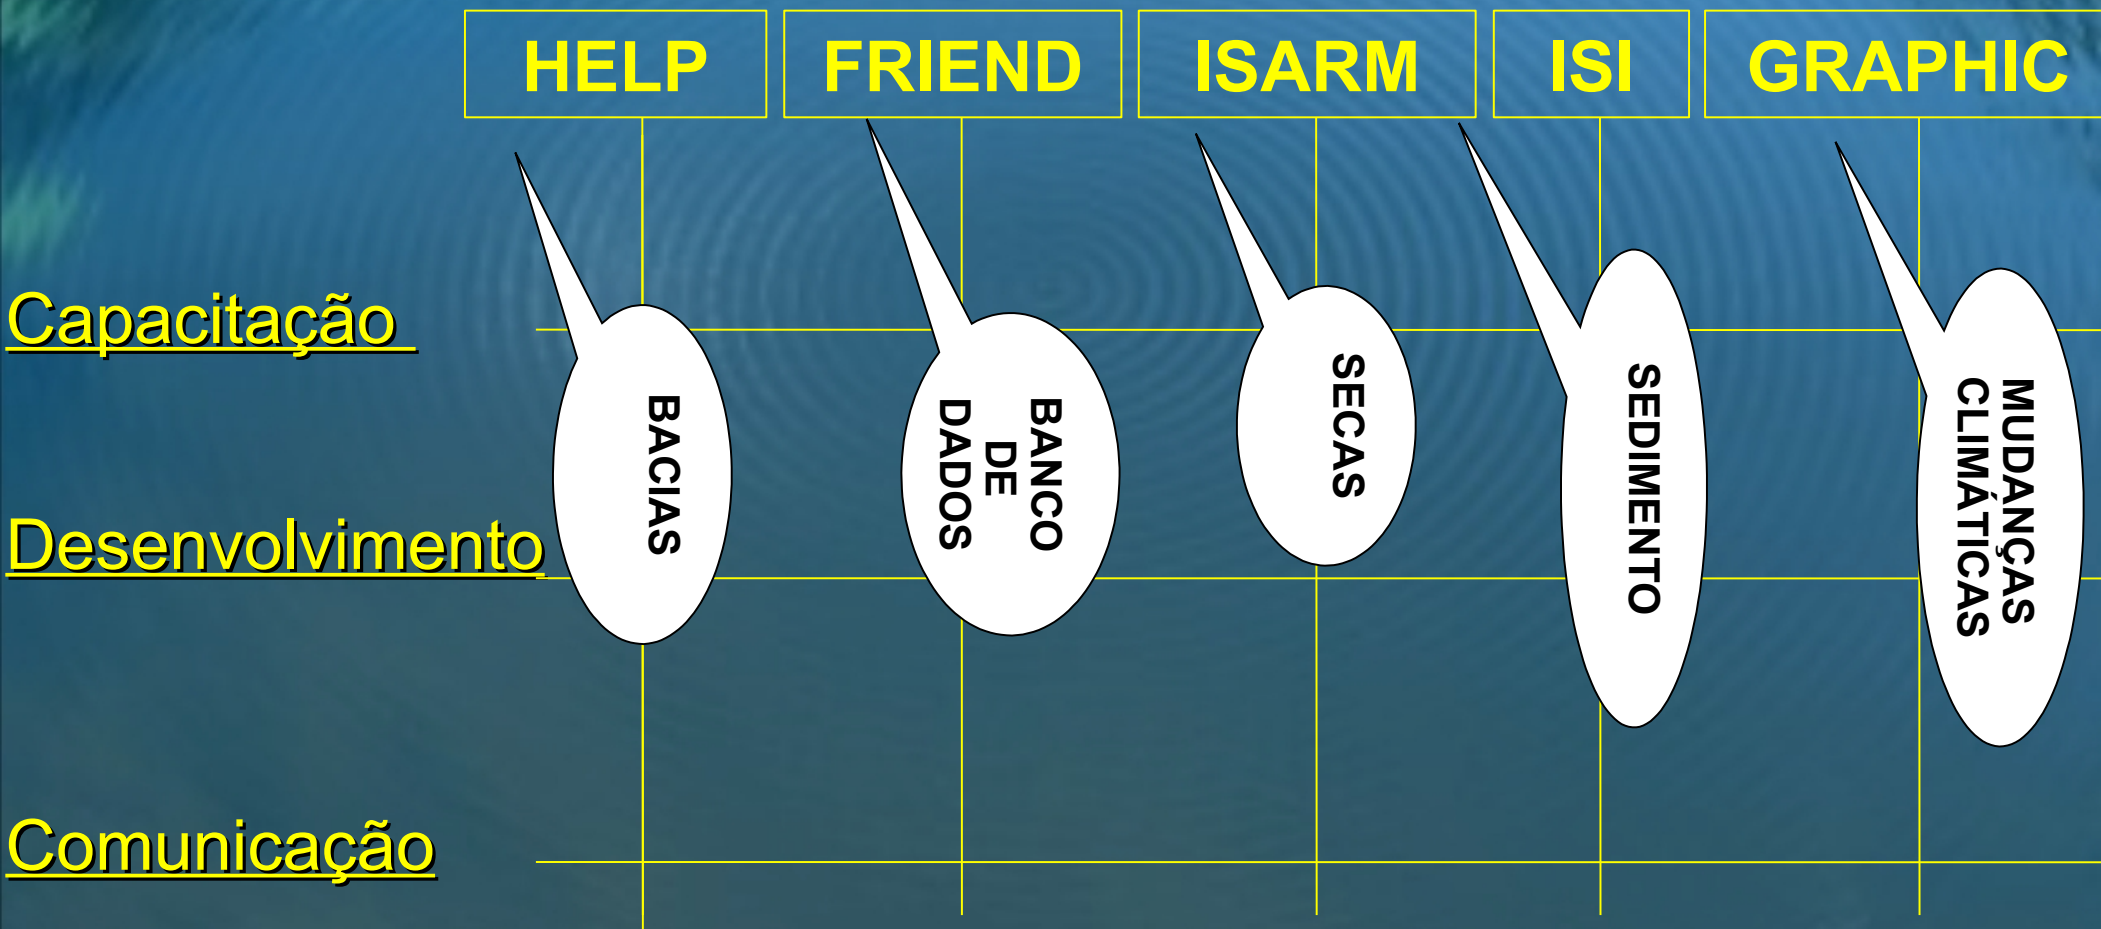 HELP
FRIEND
ISARM
ISI
GRAPHIC
Capacitação
Desenvolvimento
Comunicação
BACIAS
BANCO
DE
DADOS
SECAS
SEDIMENTO
MUDANÇAS
CLIMÁTICAS